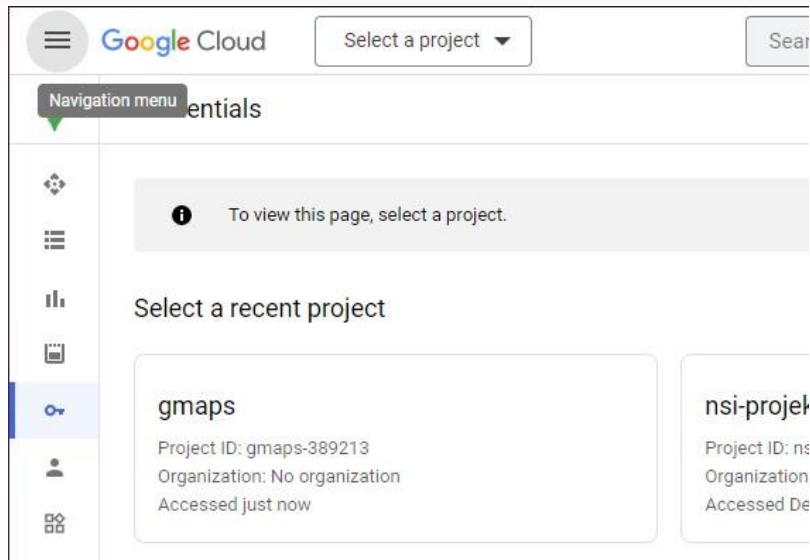 Google Cloud
Select a project
Sear
Navigation menu
entials
To view this page, select a project.
Select a recent project
gmaps
Project ID: gmaps-389213
Organization: No organization
Accessed just now
nsi-projek
Project ID: ns
Organization
Accessed De